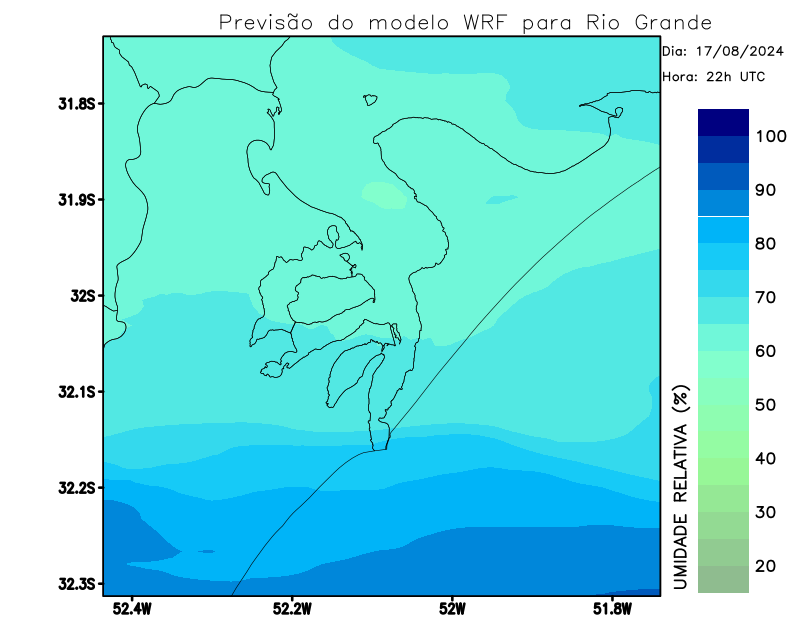 Previsão do modelo WRF para Rio Grande
Dia: 17/08/2024
Hora: 22h UTC
31.8S
31.9S
32S
32.1S
32.2S
32.3S
52.4W
52.2W
52W
51.8W
100
90
80
70
60
50
40
30
20
UMIDADE RELATIVA (%)